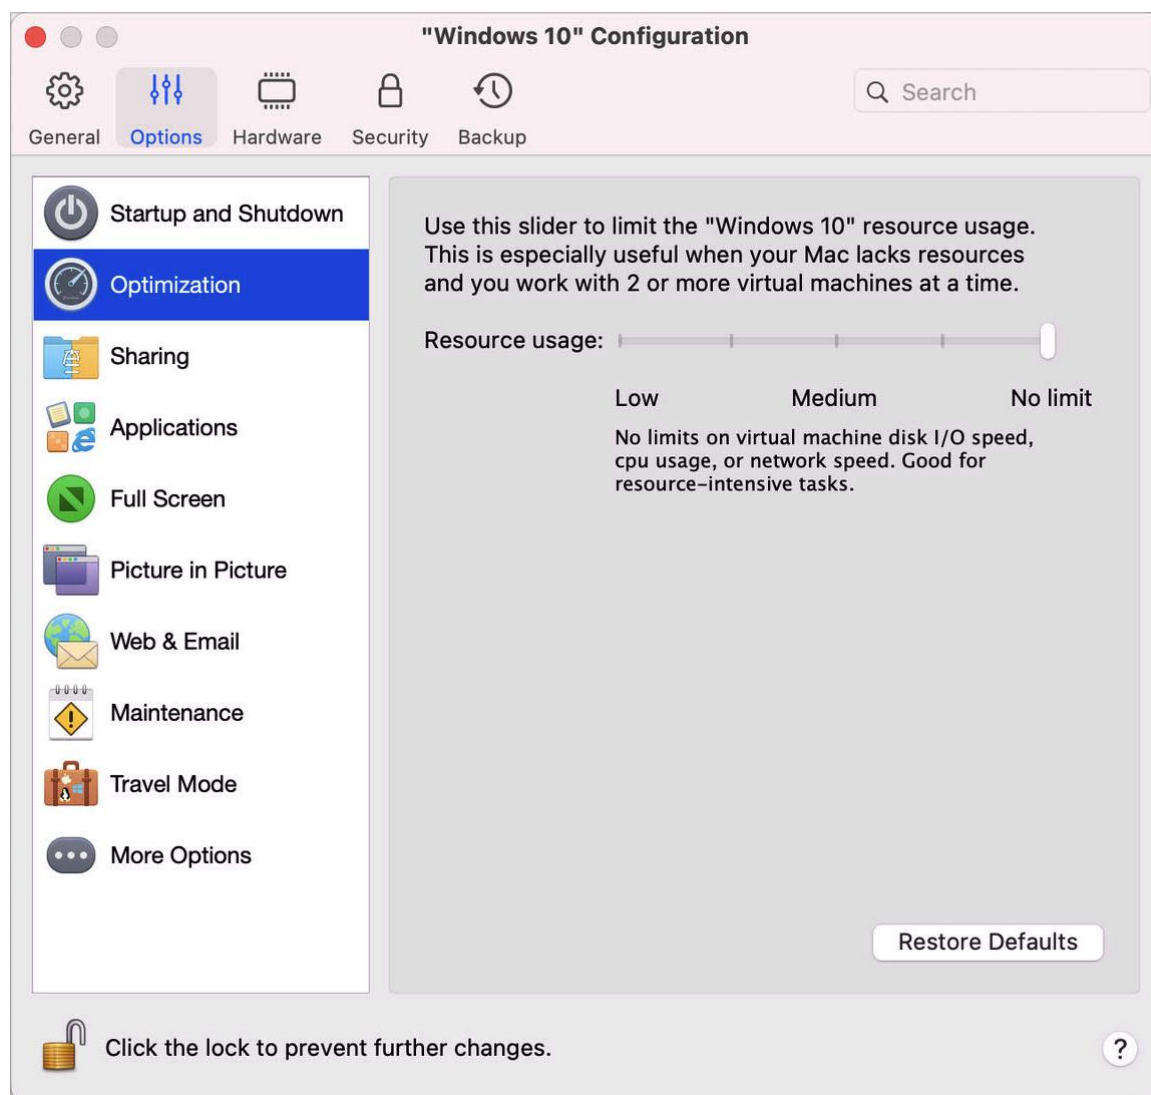 "Windows 10" Configuration
General
Options
Hardware
Security
Backup
Search
Startup and Shutdown
Optimization
Sharing
Applications
Full Screen
Picture in Picture
Web & Email
Maintenance
Travel Mode
More Options
Use this slider to limit the "Windows 10" resource usage.
This is especially useful when your Mac lacks resources
and you work with 2 or more virtual machines at a time.
Resource usage:
Low
Medium
No limit
No limits on virtual machine disk I/O speed,
cpu usage, or network speed. Good for
resource-intensive tasks.
Restore Defaults
Click the lock to prevent further changes.
?